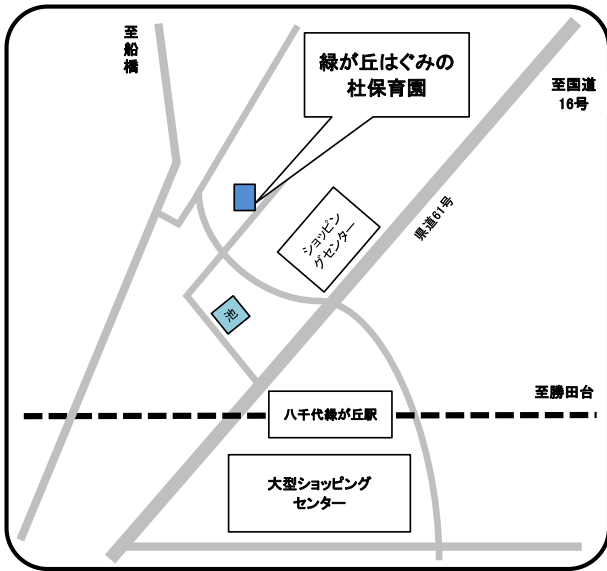 至
船
橋
緑が丘はぐみの
杜保育園
至国道
16号
ショッピン
グセンター
県道61号
池
至勝田台
八千代緑が丘駅
大型ショッピング
センター